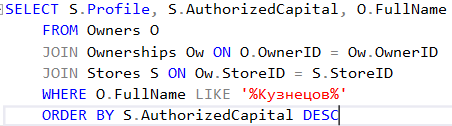 SELECT S.Profile, S.AuthorizedCapital, O.FullName
FROM Owners O
JOIN Ownerships Ow ON O.OwnerID = Ow.OwnerID
JOIN Stores S ON Ow.StoreID = S.StoreID
WHERE O.FullName LIKE '%Кузнецов%'
ORDER BY S.AuthorizedCapital DESC